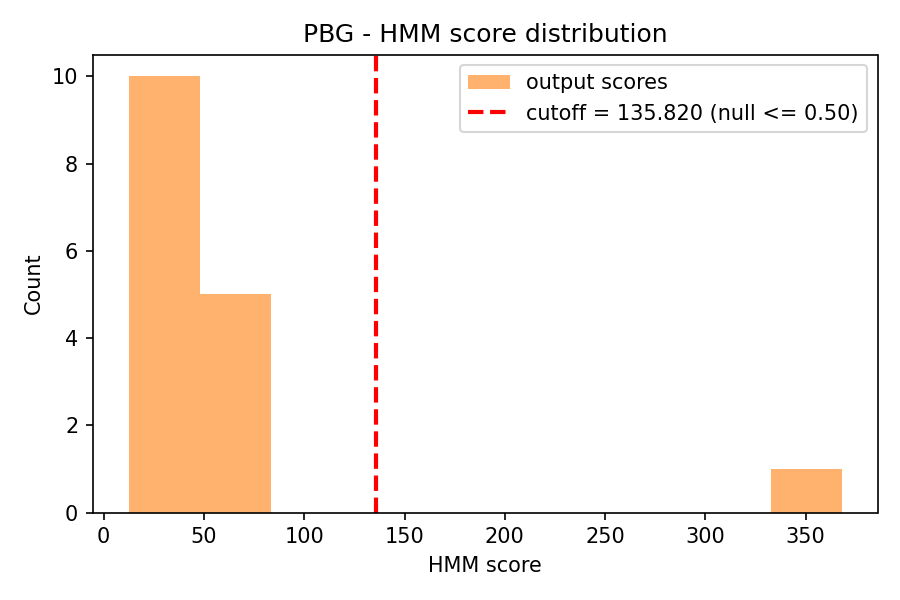 PBG - HMM score distribution
output scores
cutoff = 135.820 (null <= 0.50)
Count
10
8
6
4
2
0
0 50 100 150 200 250 300 350
HMM score